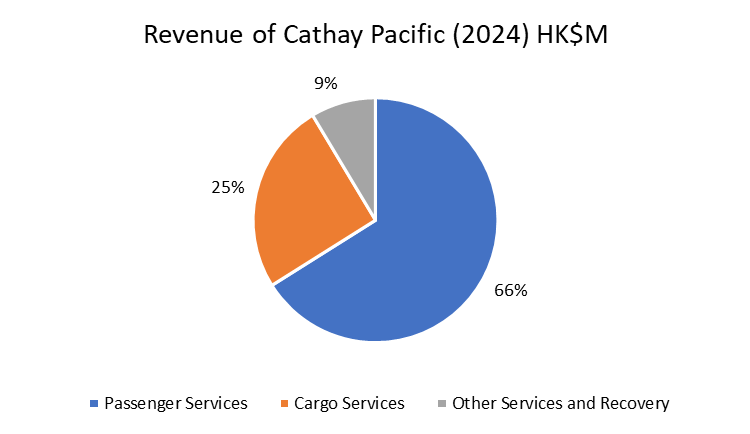 Revenue of Cathay Pacific (2024) HK$M
9%
25%
66%
Passenger Services
Cargo Services
Other Services and Recovery